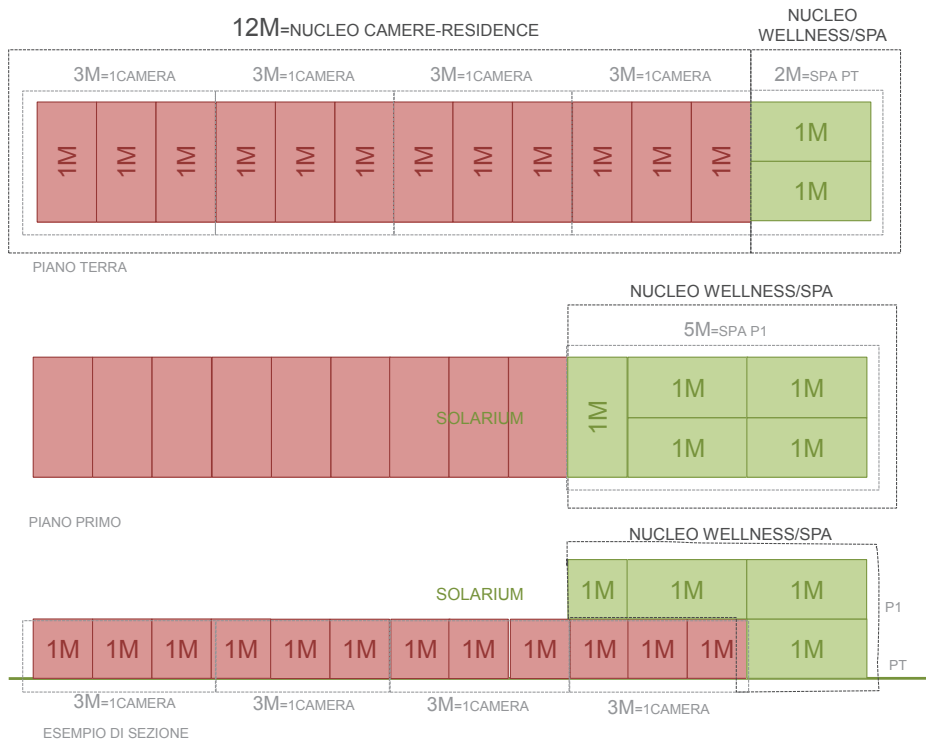 12M=NUCLEO CAMERE-RESIDENCE
NUCLEO
WELLNESS/SPA
3M=1CAMERA
3M=1CAMERA
3M=1CAMERA
3M=1CAMERA
2M=SPA PT
1M
1M
1M
1M
1M
1M
1M
1M
1M
1M
1M
1M
1M
1M
PIANO TERRA
NUCLEO WELLNESS/SPA
5M=SPA P1
SOLARIUM
1M
1M
1M
1M
1M
PIANO PRIMO
NUCLEO WELLNESS/SPA
SOLARIUM
1M
1M
1M
P1
1M
1M
1M
1M
1M
1M
1M
1M
1M
1M
1M
1M
1M
PT
3M=1CAMERA
3M=1CAMERA
3M=1CAMERA
3M=1CAMERA
ESEMPIO DI SEZIONE